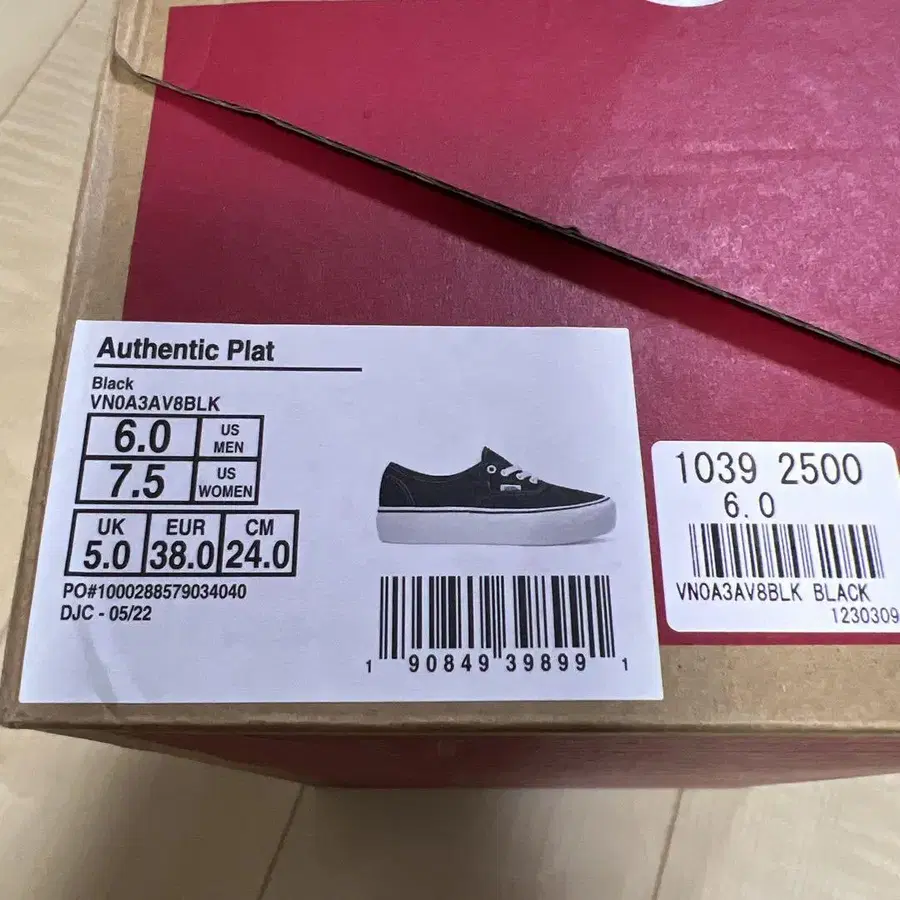 Authentic Plat
Black
VN0A3AV8BLK
6.0 US MEN
7.5 US WOMEN
UK EUR CM
5.0 38.0 24.0
PO#1000288579034040
DJC - 05/22
1 90849 39899 1
1039 2500
6.0
VN0A3AV8BLK BLACK
1230309